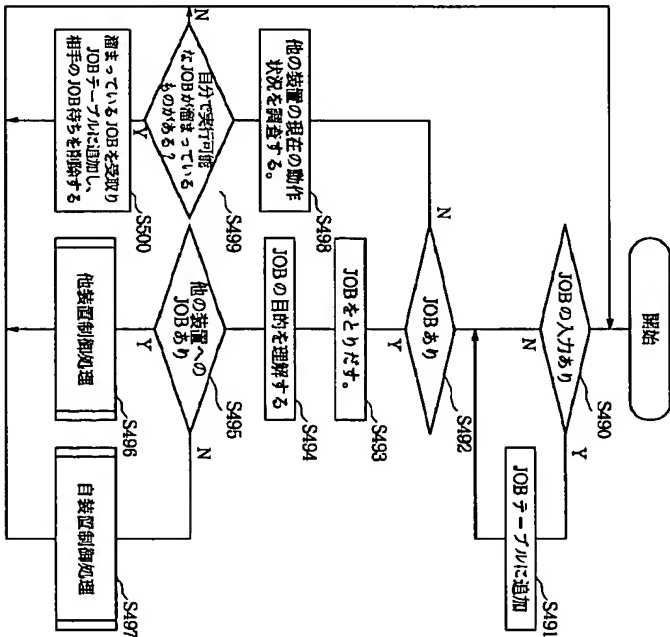 開始
JOBの入力あり
S490
Y
N
JOBテーブルに追加
S491
JOBあり
S492
N
Y
JOBをとりだす。
S493
JOBの目的を理解する
S494
他の装置への
JOBあり
S495
N
Y
他装置制御処理
S496
自装置制御処理
S497
他の装置の現在の動作
状況を調査する。
S498
自分で実行可能
なJOBが溜まっている
ものがある?
S499
N
Y
溜まっているJOBを受取り
JOBテーブルに追加し、
相手のJOB待ちを削除する
S500